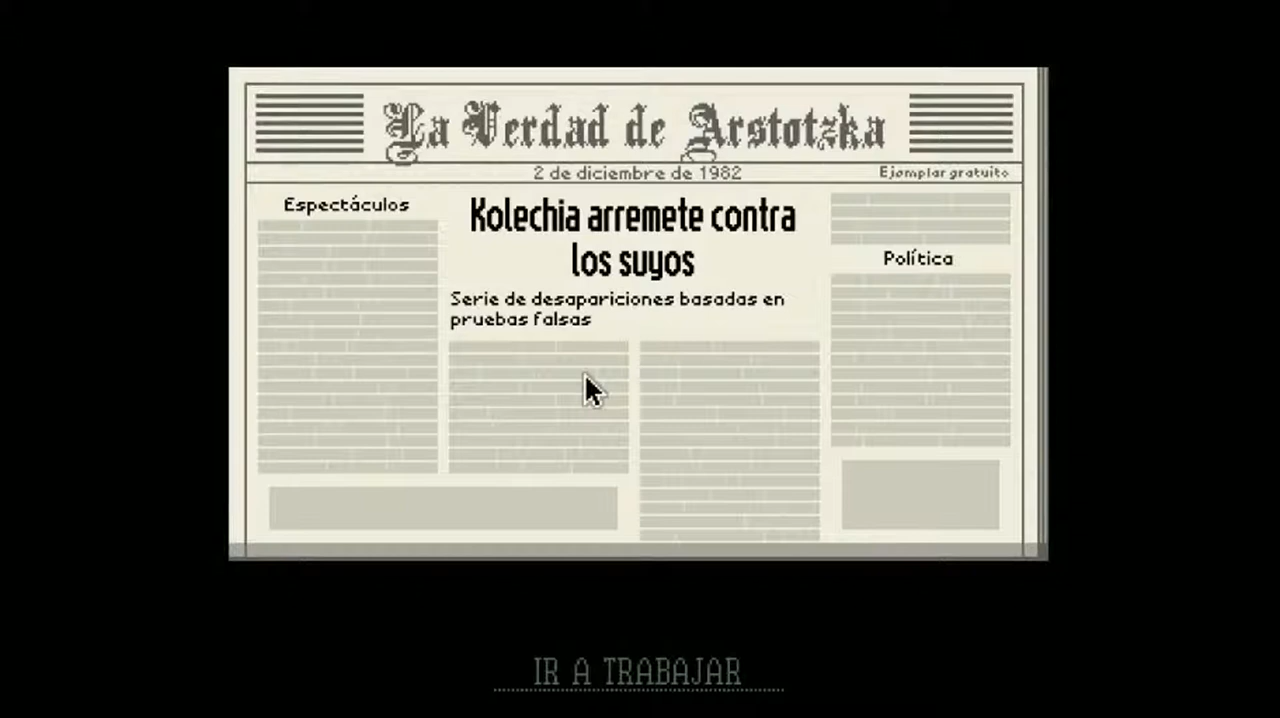 La Verdad de Arstotzka
2 de diciembre de 1982
Ejemplar gratuito
Espectáculos
Kolechia arremete contra
los suyos
Serie de desapariciones basadas en
pruebas falsas
Política
IR A TRABAJAR